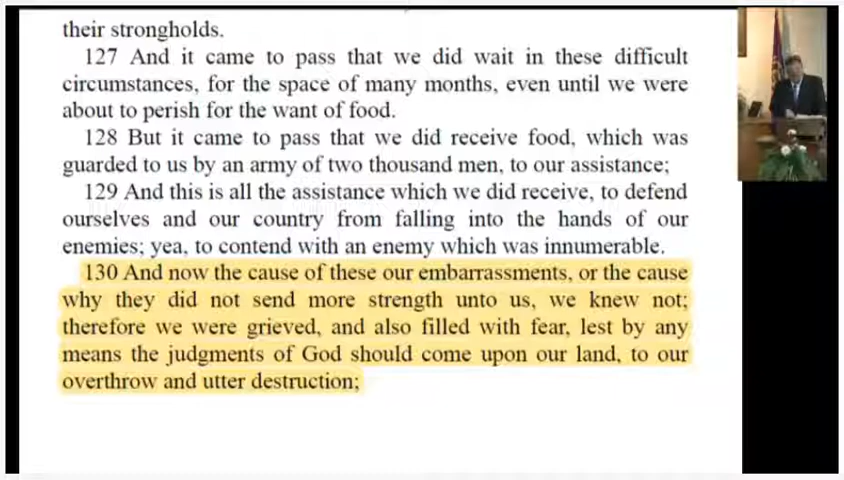 their strongholds.
127 And it came to pass that we did wait in these difficult
circumstances, for the space of many months, even until we were
about to perish for the want of food.
128 But it came to pass that we did receive food, which was
guarded to us by an army of two thousand men, to our assistance;
129 And this is all the assistance which we did receive, to defend
ourselves and our country from falling into the hands of our
enemies; yea, to contend with an enemy which was innumerable.
130 And now the cause of these our embarrassments, or the cause
why they did not send more strength unto us, we knew not;
therefore we were grieved, and also filled with fear, lest by any
means the judgments of God should come upon our land, to our
overthrow and utter destruction;